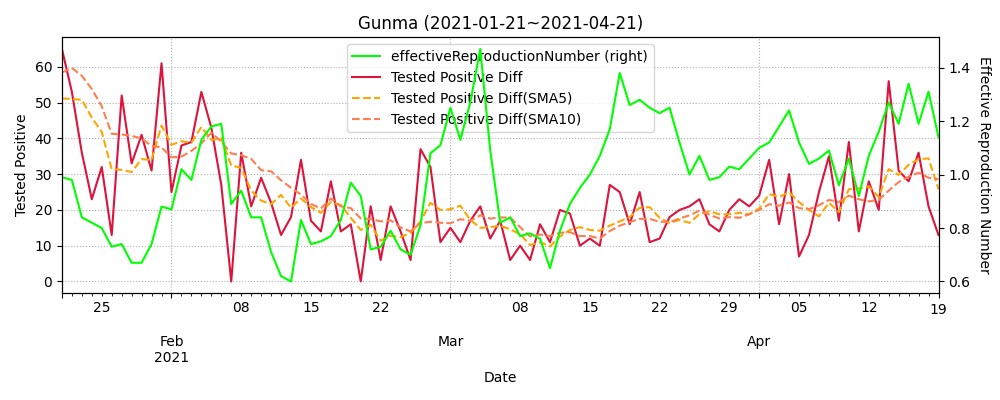 Gunma (2021-01-21~2021-04-21)
effectiveReproductionNumber (right)
Tested Positive Diff
Tested Positive Diff(SMA5)
Tested Positive Diff(SMA10)
Tested Positive
60
50
40
30
20
10
0
1.4
1.2
1.0
0.8
0.6
Effective Reproduction Number
25 08 15 22 08 15 22 29 05 12 19
Feb Mar Apr
2021
Date